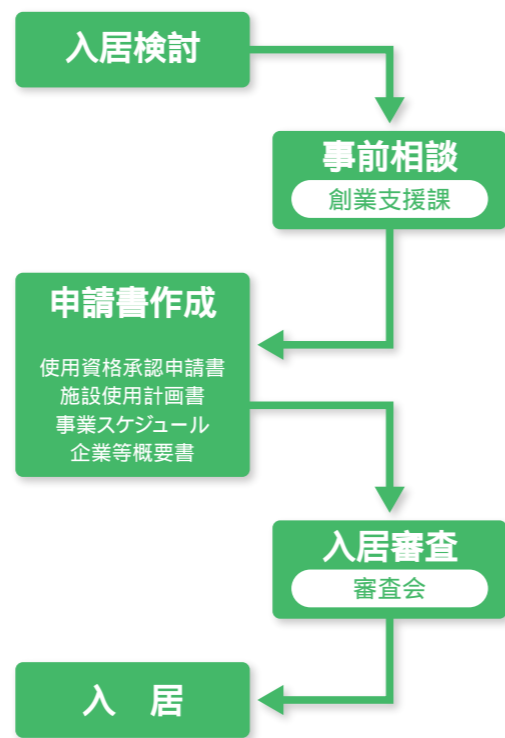 入居検討
事前相談
創業支援課
申請書作成
使用資格承認申請書
施設使用計画書
事業スケジュール
企業等概要書
入居審査
審査会
入　居